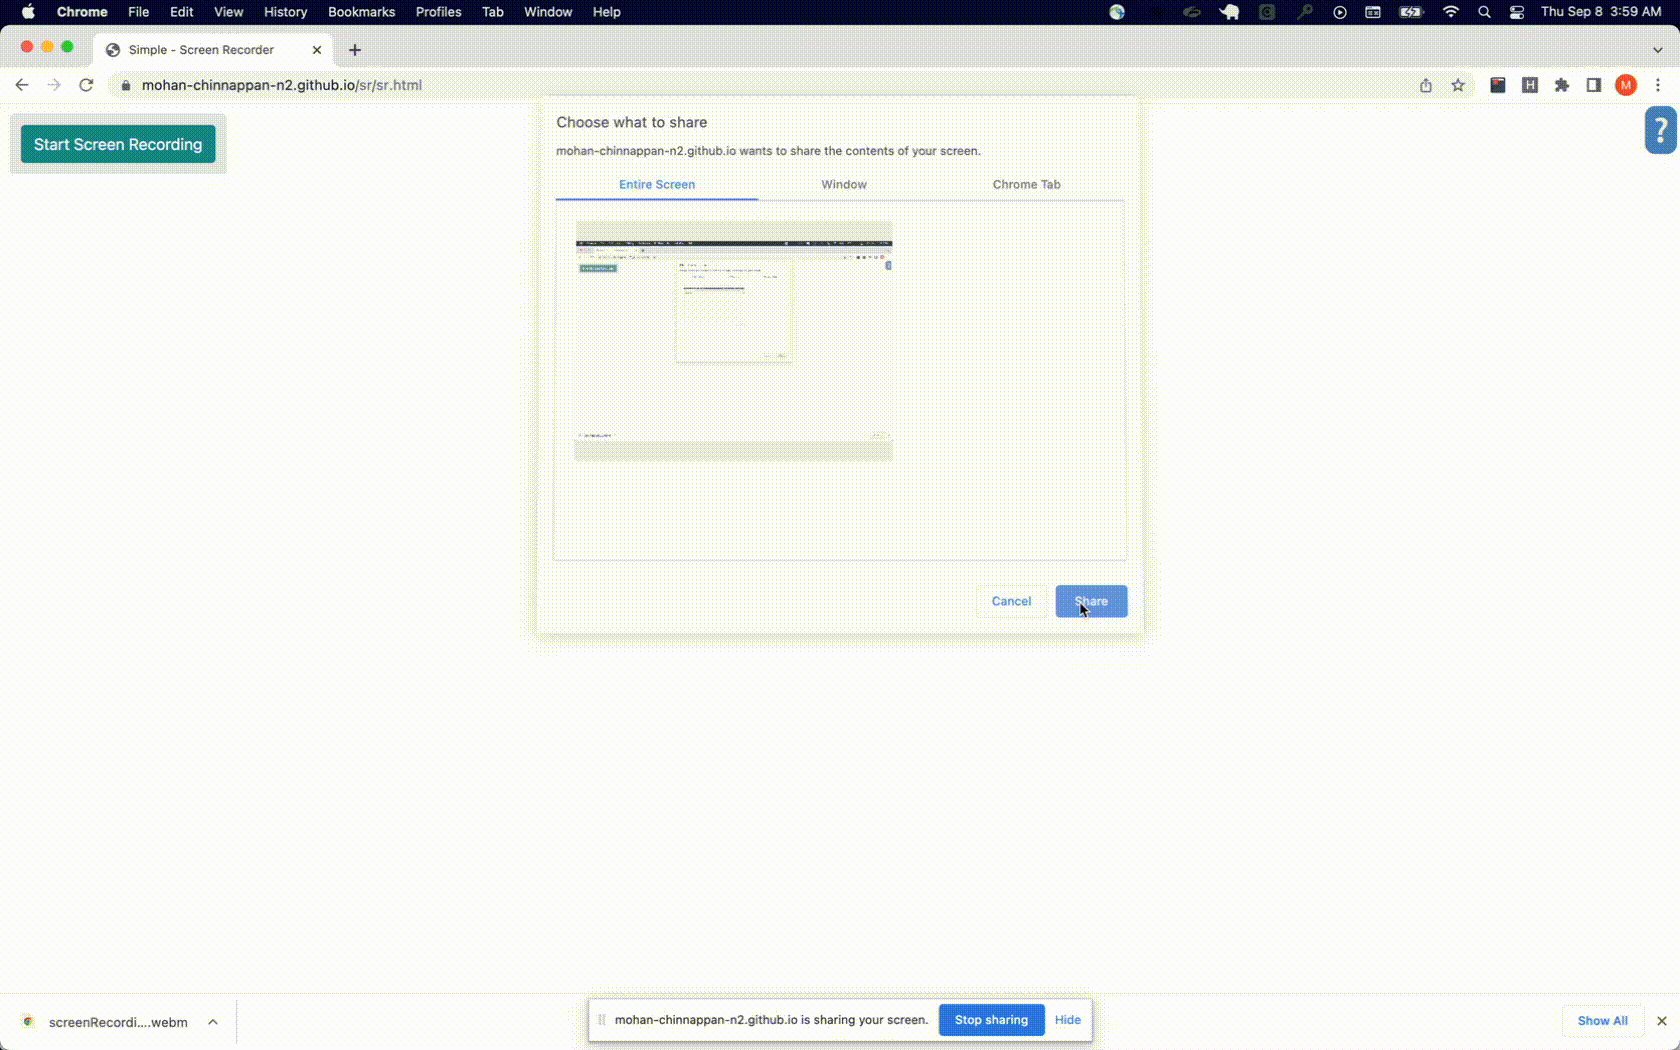 Chrome File Edit View History Bookmarks Profiles Tab Window Help Thu Sep 8 3:59 AM
Simple - Screen Recorder
mohan-chinnappan-n2.github.io/sr/sr.html
H
M
Start Screen Recording
?
Choose what to share
mohan-chinnappan-n2.github.io wants to share the contents of your screen.
Entire Screen Window Chrome Tab
Cancel Share
screenRecordi....webm
mohan-chinnappan-n2.github.io is sharing your screen. Stop sharing Hide
Show All